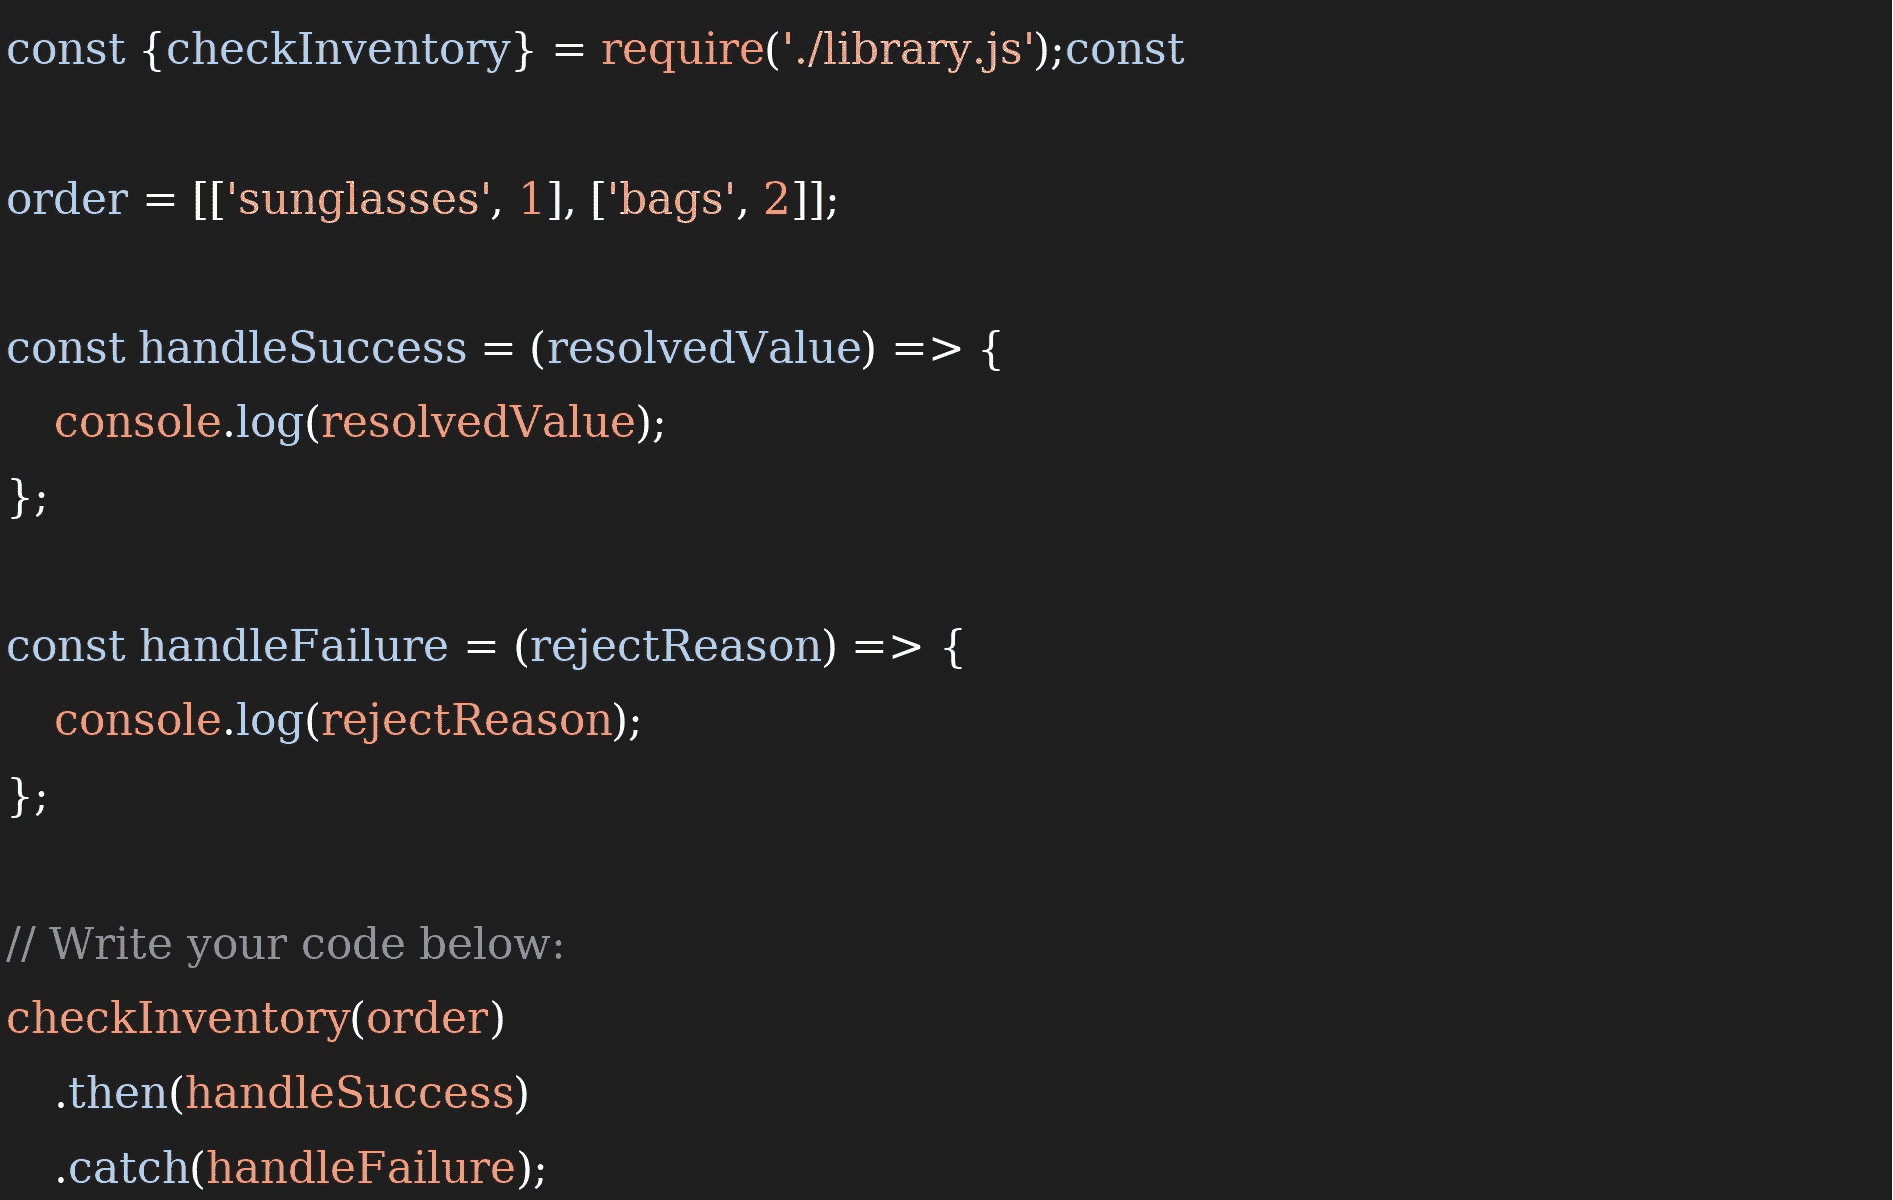 const {checkInventory} = require('./library.js');const
order = [['sunglasses', 1], ['bags', 2]];
const handleSuccess = (resolvedValue) => {
    console.log(resolvedValue);
};
const handleFailure = (rejectReason) => {
    console.log(rejectReason);
};
// Write your code below:
checkInventory(order)
    .then(handleSuccess)
    .catch(handleFailure);